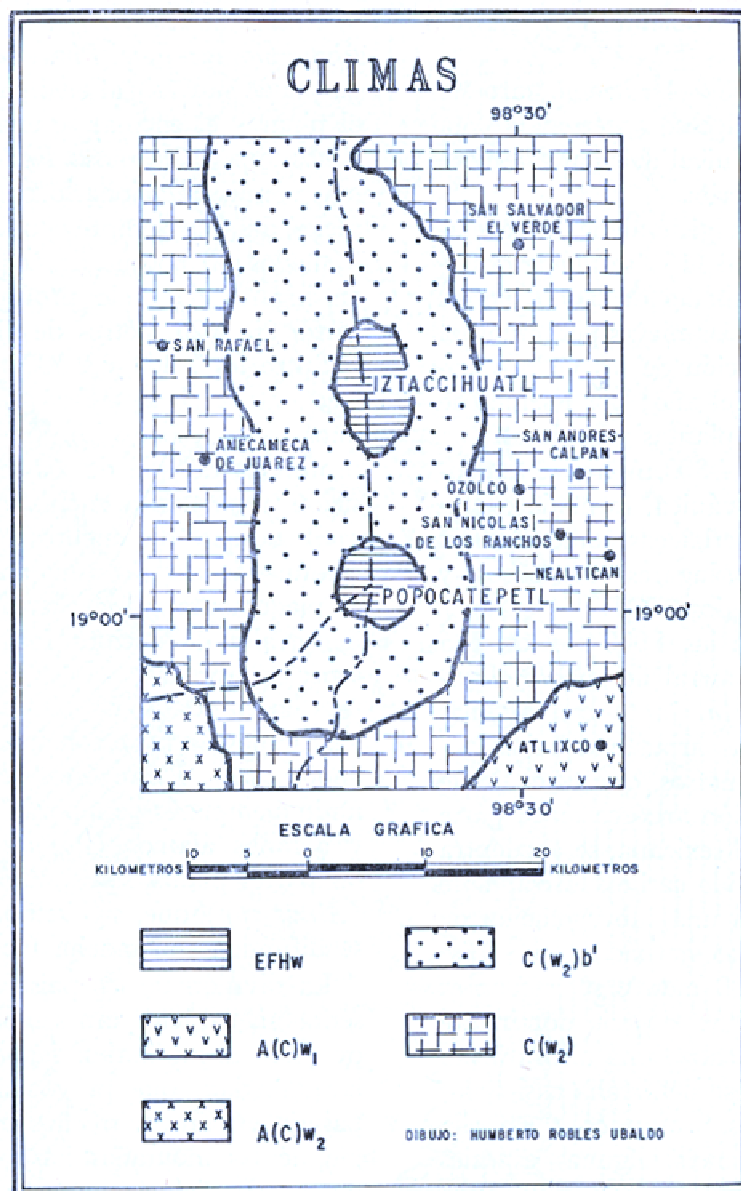 CLIMAS
98°30'
SAN SALVADOR
EL VERDE
SAN RAFAEL
IZTACCIHUATL
SAN ANDRES
CALPAN
ANECAMECA
DE JUAREZ
OZOLCO
SAN NICOLAS
DE LOS RANCHOS
NEALTICAN
POPOCATEPETL
19°00'
19°00'
ATLIXCO
98°30'
ESCALA GRAFICA
10 5 0 10 20
KILOMETROS KILOMETROS
EFHw
C(w₂)b'
A(C)w₁
C(w₂)
A(C)w₂
DIBUJO: HUMBERTO ROBLES UBALDO